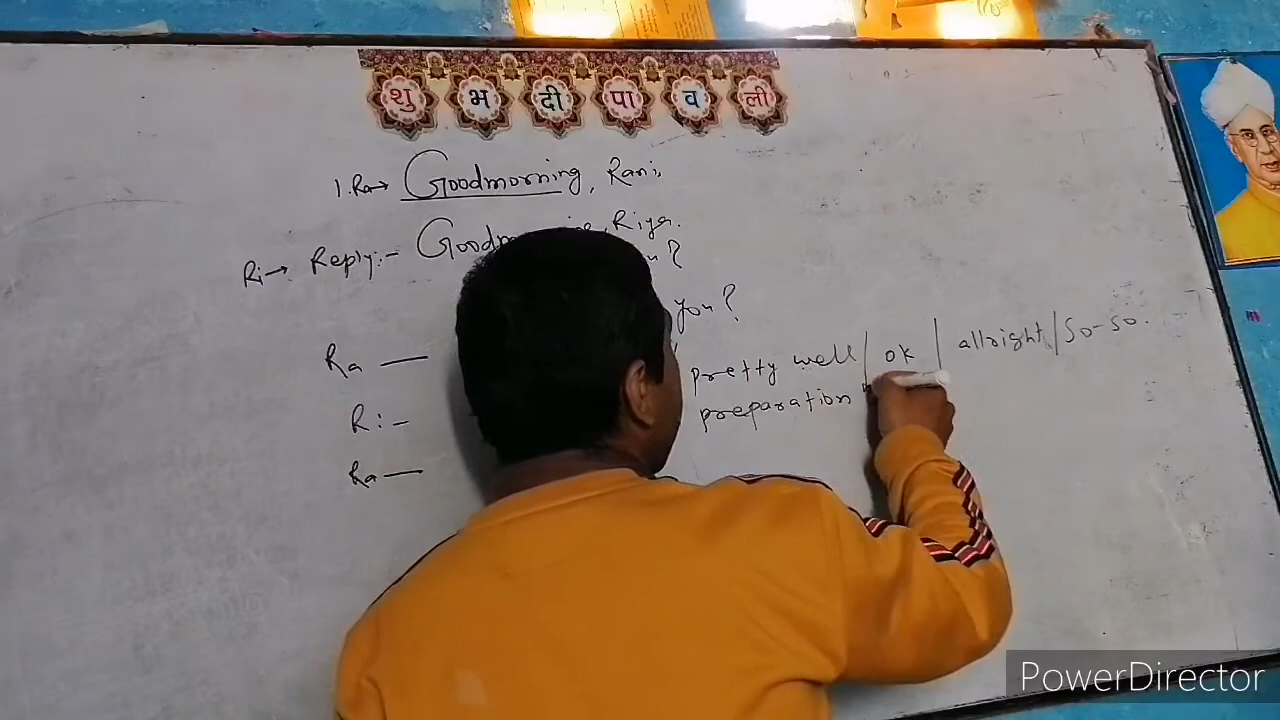 शुभ दीपावली
1. Ra→ Goodmorning, Rani,
Ri→ Reply:- Riya.
you?
Ra — pretty well / ok / allright / So-So.
Ri:- preparation
Ra —
PowerDirector